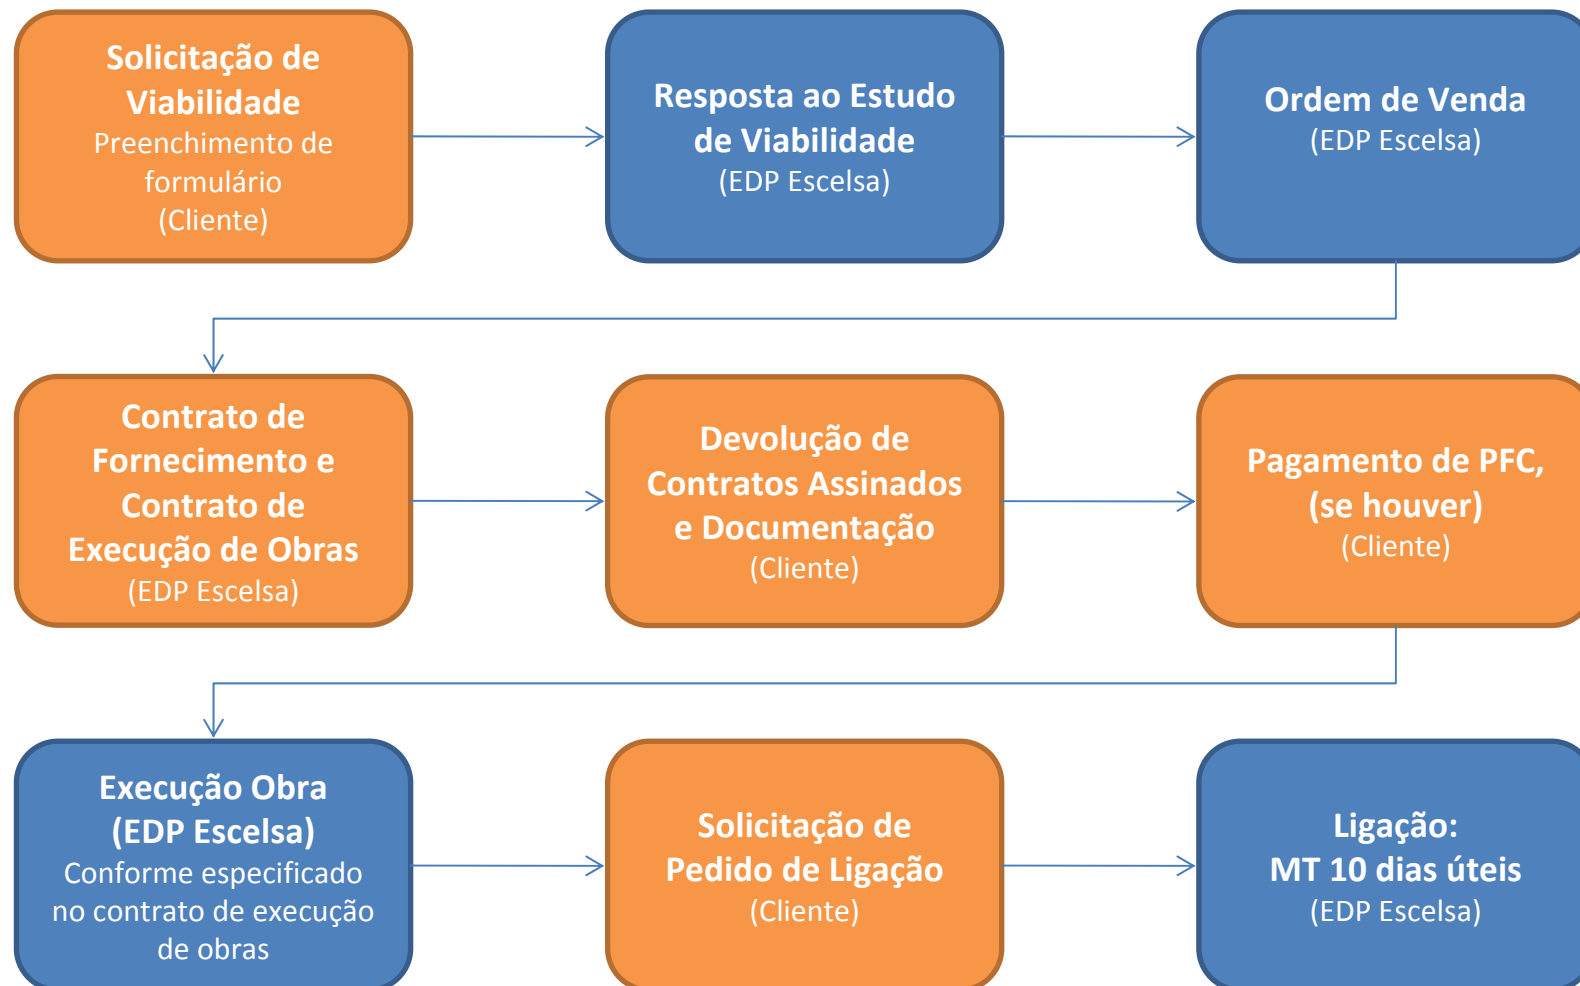 Solicitação de
Viabilidade
Preenchimento de
formulário
(Cliente)
Resposta ao Estudo
de Viabilidade
(EDP Escelsa)
Ordem de Venda
(EDP Escelsa)
Contrato de
Fornecimento e
Contrato de
Execução de Obras
(EDP Escelsa)
Devolução de
Contratos Assinados
e Documentação
(Cliente)
Pagamento de PFC,
(se houver)
(Cliente)
Execução Obra
(EDP Escelsa)
Conforme especificado
no contrato de execução
de obras
Solicitação de
Pedido de Ligação
(Cliente)
Ligação:
MT 10 dias úteis
(EDP Escelsa)